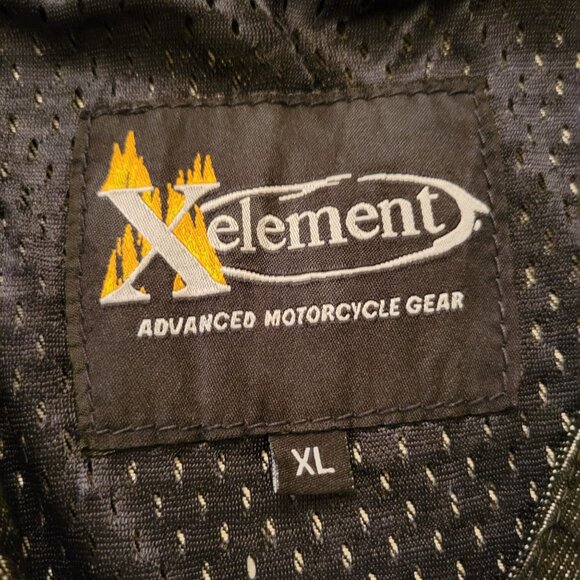 Xelement
ADVANCED MOTORCYCLE GEAR
XL